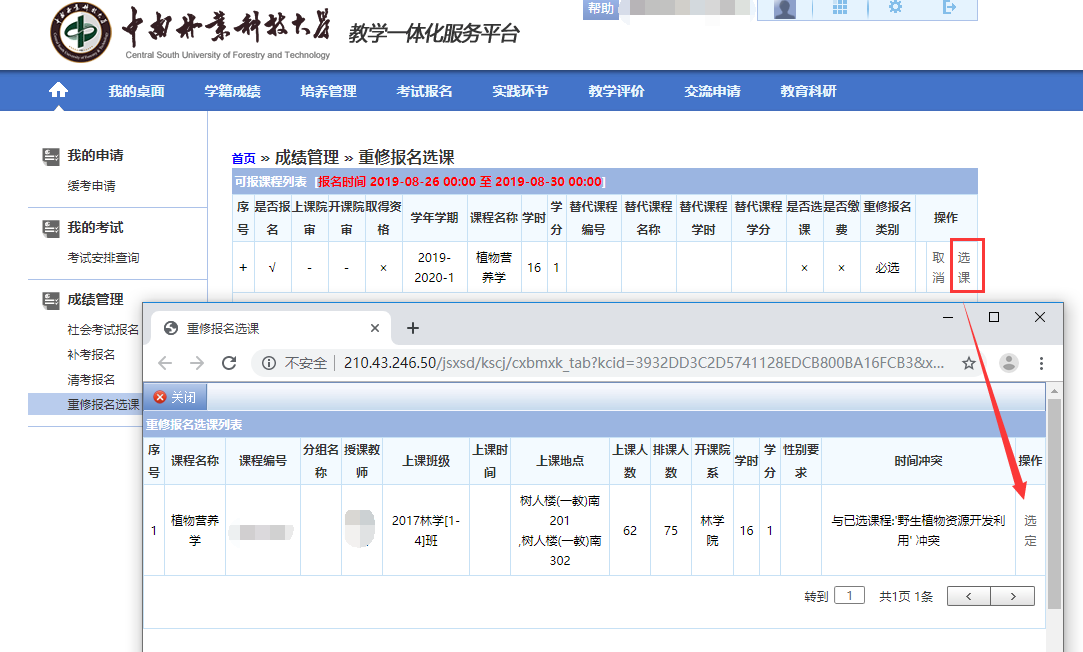 中南林业科技大学
Central South University of Forestry and Technology
教学一体化服务平台
帮助
我的桌面 学籍成绩 培养管理 考试报名 实践环节 教学评价 交流申请 教育科研
我的申请
缓考申请
我的考试
考试安排查询
成绩管理
社会考试报名
补考报名
清考报名
重修报名选课
首页 » 成绩管理 » 重修报名选课
可报课程列表 [报名时间 2019-08-26 00:00 至 2019-08-30 00:00]
序号 是否报名 上课院审 开课院审 取得资格 学年学期 课程名称 学时 学分 替代课程编号 替代课程名称 替代课程学时 替代课程学分 是否选课 是否缴费 重修报名类别 操作
+ √ - - × 2019-2020-1 植物营养学 16 1 × × 必选 取消 选课
重修报名选课
不安全 210.43.246.50/jsxsd/kscj/cxbmxk_tab?kcid=3932DD3C2D5741128EDCB800BA16FCB3&x...
关闭
重修报名选课列表
序号 课程名称 课程编号 分组名称 授课教师 上课班级 上课时间 上课地点 上课人数 排课人数 开课院系 学时 学分 性别要求 时间冲突 操作
1 植物营养学 2017林学[1-4]班 树人楼(一教)南201,树人楼(一教)南302 62 75 林学院 16 1 与已选课程:'野生植物资源开发利用' 冲突 选定
转到 1 共1页 1条 < >